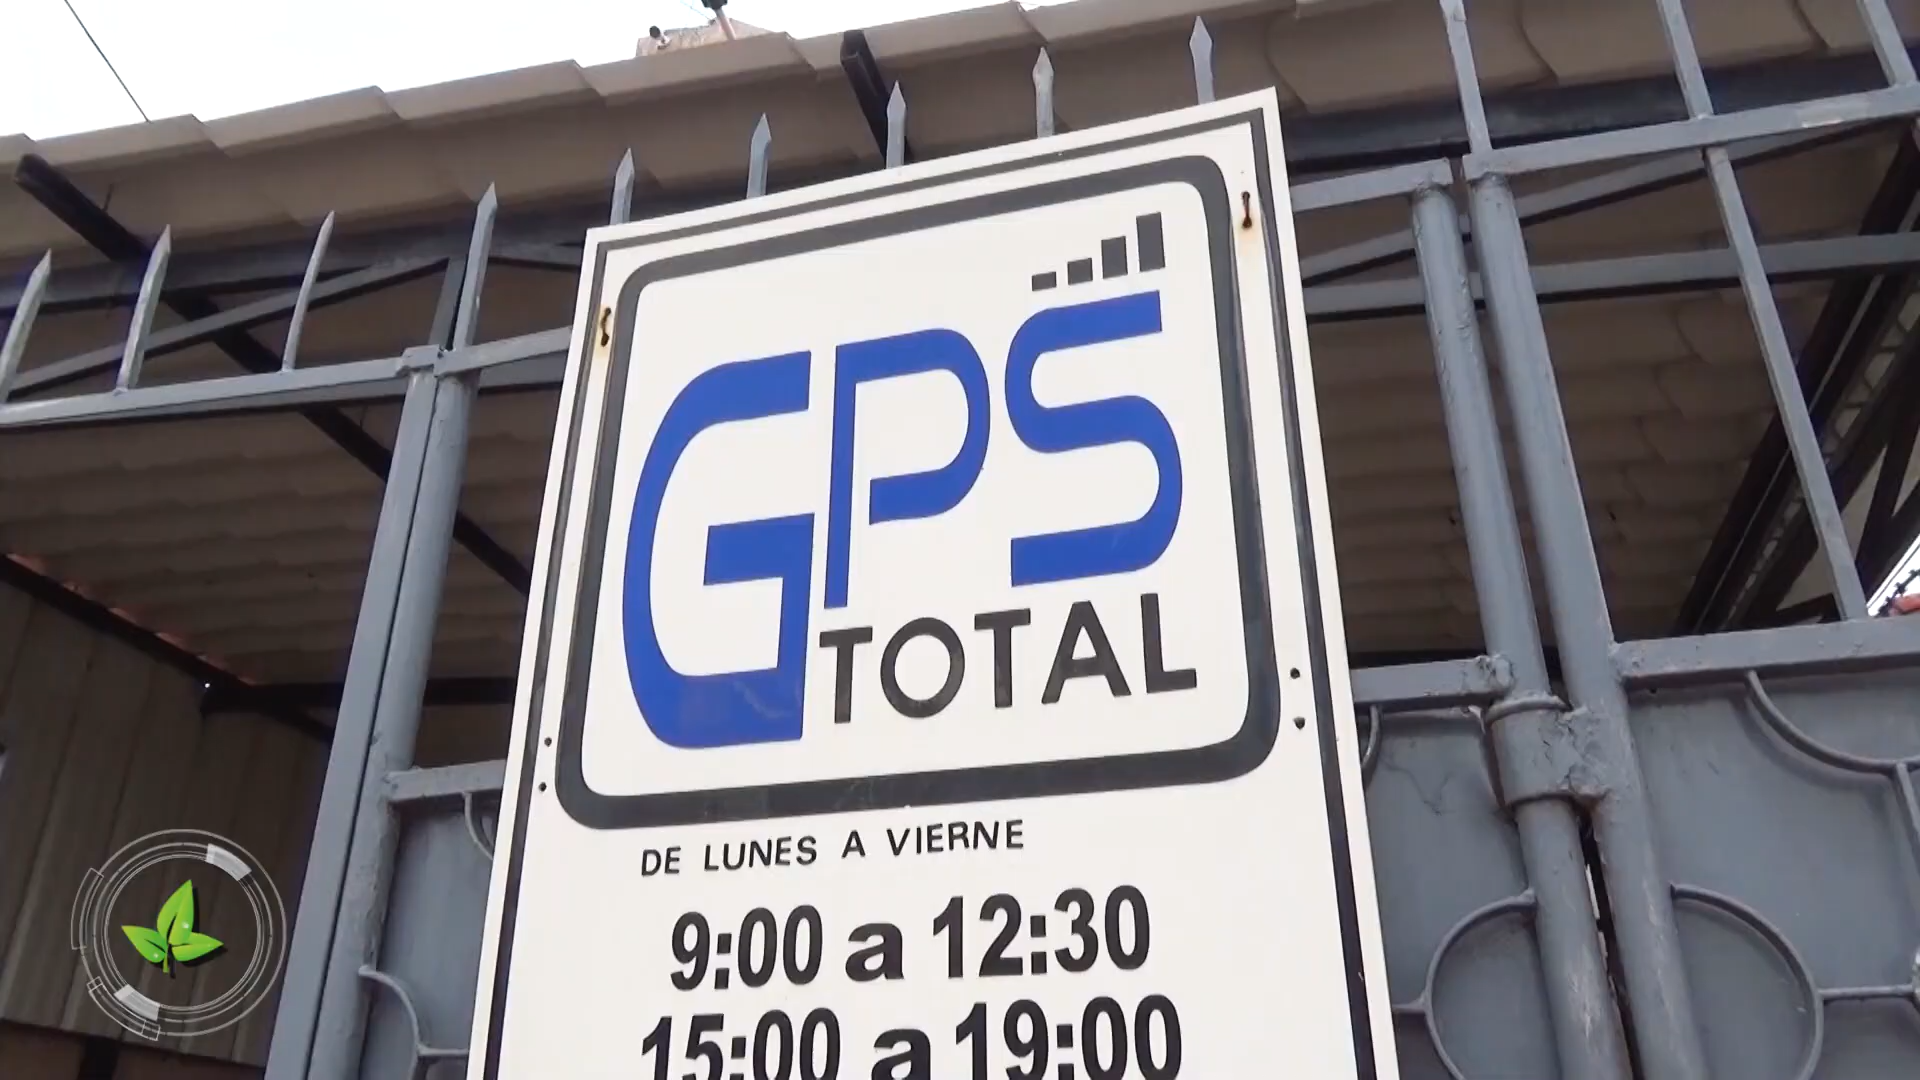 GPS
TOTAL
DE LUNES A VIERNE
9:00 a 12:30
15:00 a 19:00